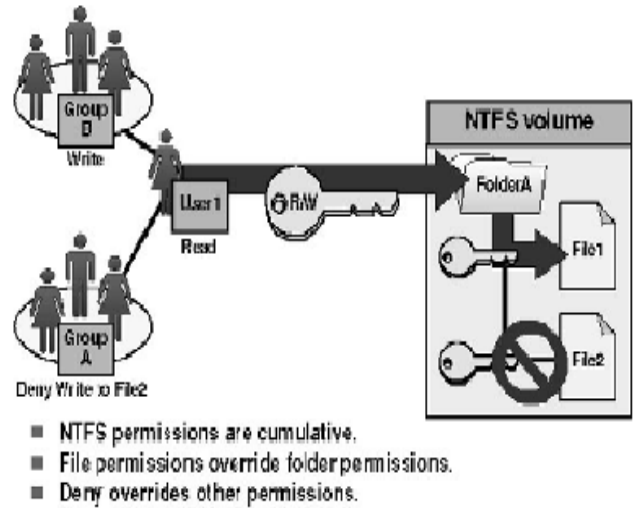 Group
B
Write
User1
Read
R/W
Group
A
Deny Write to File2
NTFS volume
FolderA
File1
File2
NTFS permissions are cumulative.
File permissions override folder permissions.
Deny overrides other permissions.